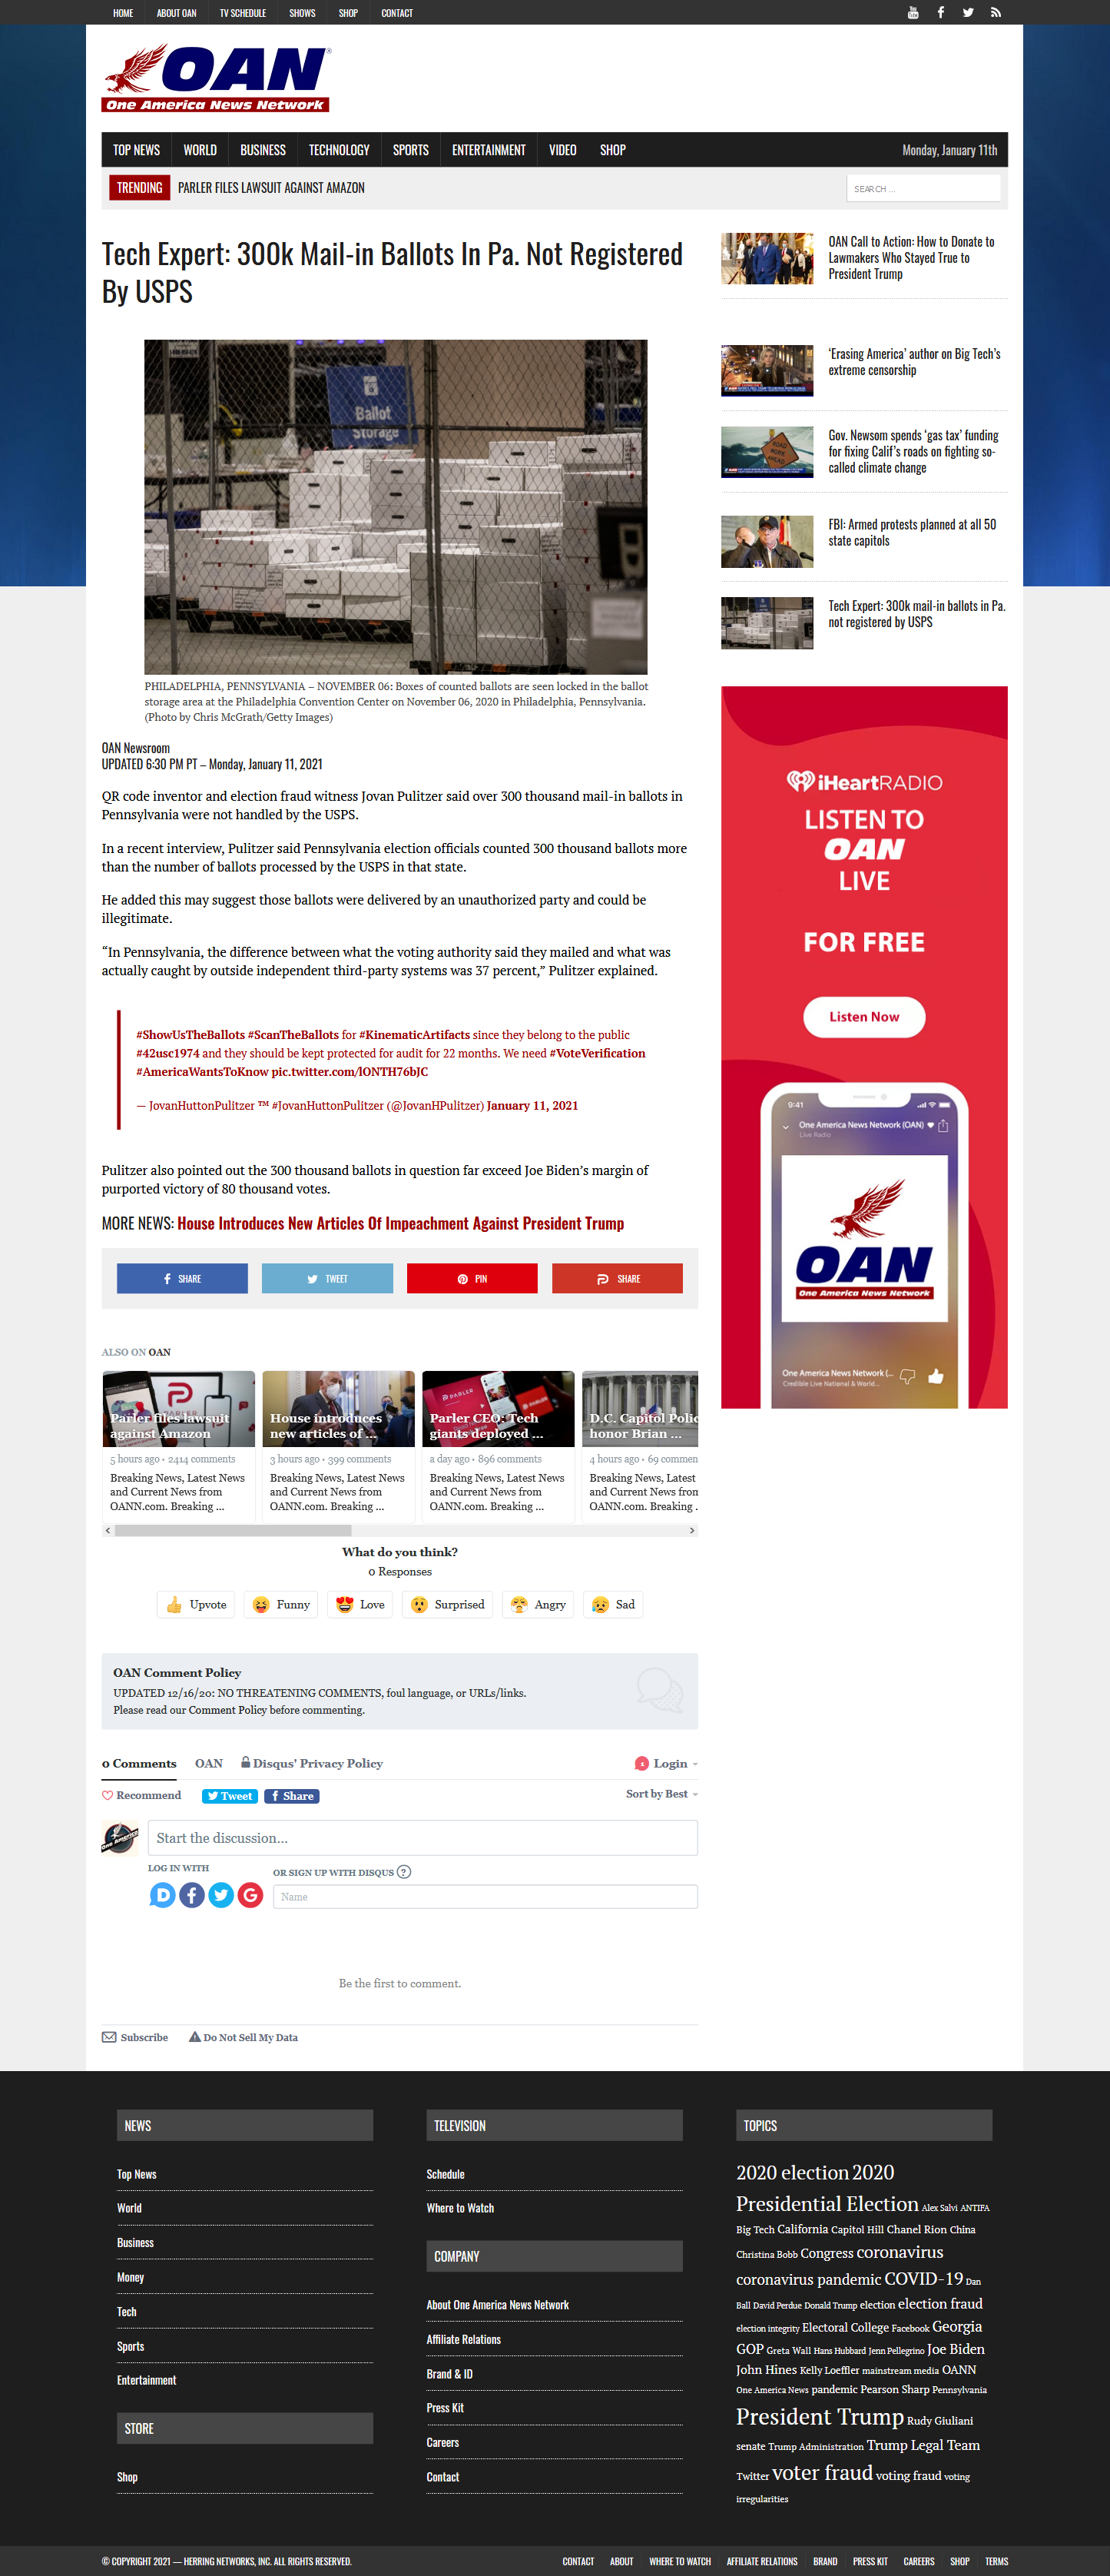 HOME ABOUT OAN TV SCHEDULE SHOWS SHOP CONTACT
OAN
One America News Network
TOP NEWS WORLD BUSINESS TECHNOLOGY SPORTS ENTERTAINMENT VIDEO SHOP Monday, January 11th
TRENDING PARLER FILES LAWSUIT AGAINST AMAZON
SEARCH ...
Tech Expert: 300k Mail-in Ballots In Pa. Not Registered
By USPS
Ballot
Storage
PHILADELPHIA, PENNSYLVANIA – NOVEMBER 06: Boxes of counted ballots are seen locked in the ballot
storage area at the Philadelphia Convention Center on November 06, 2020 in Philadelphia, Pennsylvania.
(Photo by Chris McGrath/Getty Images)
OAN Newsroom
UPDATED 6:30 PM PT – Monday, January 11, 2021
QR code inventor and election fraud witness Jovan Pulitzer said over 300 thousand mail-in ballots in
Pennsylvania were not handled by the USPS.
In a recent interview, Pulitzer said Pennsylvania election officials counted 300 thousand ballots more
than the number of ballots processed by the USPS in that state.
He added this may suggest those ballots were delivered by an unauthorized party and could be
illegitimate.
“In Pennsylvania, the difference between what the voting authority said they mailed and what was
actually caught by outside independent third-party systems was 37 percent,” Pulitzer explained.
#ShowUsTheBallots #ScanTheBallots for #KinematicArtifacts since they belong to the public
#42usc1974 and they should be kept protected for audit for 22 months. We need #VoteVerification
#AmericaWantsToKnow pic.twitter.com/lONTH76bJC
— JovanHuttonPulitzer ™ #JovanHuttonPulitzer (@JovanHPulitzer) January 11, 2021
Pulitzer also pointed out the 300 thousand ballots in question far exceed Joe Biden’s margin of
purported victory of 80 thousand votes.
MORE NEWS: House Introduces New Articles Of Impeachment Against President Trump
SHARE TWEET PIN SHARE
ALSO ON OAN
Parler files lawsuit
against Amazon
5 hours ago • 2414 comments
Breaking News, Latest News
and Current News from
OANN.com. Breaking ...
House introduces
new articles of ...
3 hours ago • 399 comments
Breaking News, Latest News
and Current News from
OANN.com. Breaking ...
Parler CEO: Tech
giants deployed ...
a day ago • 896 comments
Breaking News, Latest News
and Current News from
OANN.com. Breaking ...
D.C. Capitol Polic
honor Brian ...
4 hours ago • 69 commen
Breaking News, Latest
and Current News from
OANN.com. Breaking .
What do you think?
0 Responses
Upvote Funny Love Surprised Angry Sad
OAN Comment Policy
UPDATED 12/16/20: NO THREATENING COMMENTS, foul language, or URLs/links.
Please read our Comment Policy before commenting.
0 Comments OAN Disqus' Privacy Policy Login
Recommend Tweet Share Sort by Best
Start the discussion...
LOG IN WITH
OR SIGN UP WITH DISQUS ?
Name
Be the first to comment.
Subscribe Do Not Sell My Data
OAN Call to Action: How to Donate to
Lawmakers Who Stayed True to
President Trump
‘Erasing America’ author on Big Tech’s
extreme censorship
Gov. Newsom spends ‘gas tax’ funding
for fixing Calif’s roads on fighting so-
called climate change
FBI: Armed protests planned at all 50
state capitols
Tech Expert: 300k mail-in ballots in Pa.
not registered by USPS
iHeartRADIO
LISTEN TO
OAN
LIVE
FOR FREE
Listen Now
9:41
One America News Network (OAN)
Live Radio
OAN
One America News Network
One America News Network (...
Credible Live National & World...
NEWS
Top News
World
Business
Money
Tech
Sports
Entertainment
STORE
Shop
TELEVISION
Schedule
Where to Watch
COMPANY
About One America News Network
Affiliate Relations
Brand & ID
Press Kit
Careers
Contact
TOPICS
2020 election 2020
Presidential Election Alex Salvi ANTIFA
Big Tech California Capitol Hill Chanel Rion China
Christina Bobb Congress coronavirus
coronavirus pandemic COVID-19 Dan
Ball David Perdue Donald Trump election election fraud
election integrity Electoral College Facebook Georgia
GOP Greta Wall Hans Hubbard Jenn Pellegrino Joe Biden
John Hines Kelly Loeffler mainstream media OANN
One America News pandemic Pearson Sharp Pennsylvania
President Trump Rudy Giuliani
senate Trump Administration Trump Legal Team
Twitter voter fraud voting fraud voting
irregularities
© COPYRIGHT 2021 — HERRING NETWORKS, INC. ALL RIGHTS RESERVED.
CONTACT ABOUT WHERE TO WATCH AFFILIATE RELATIONS BRAND PRESS KIT CAREERS SHOP TERMS